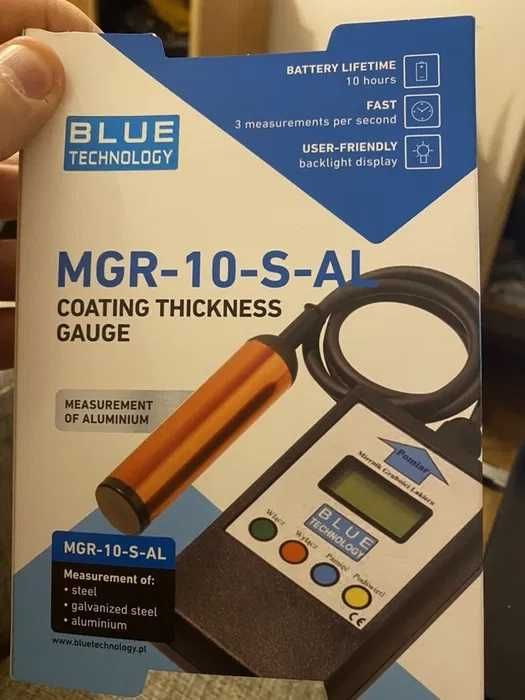 BATTERY LIFETIME
10 hours
FAST
3 measurements per second
USER-FRIENDLY
backlight display
BLUE
TECHNOLOGY
MGR-10-S-AL
COATING THICKNESS
GAUGE
MEASUREMENT
OF ALUMINIUM
Pomiar
Miernik Grubości Lakieru
BLUE
TECHNOLOGY
Włącz
Wyłącz
Pamięć
Podświetl
CE
MGR-10-S-AL
Measurement of:
• steel
• galvanized steel
• aluminium
www.bluetechnology.pl